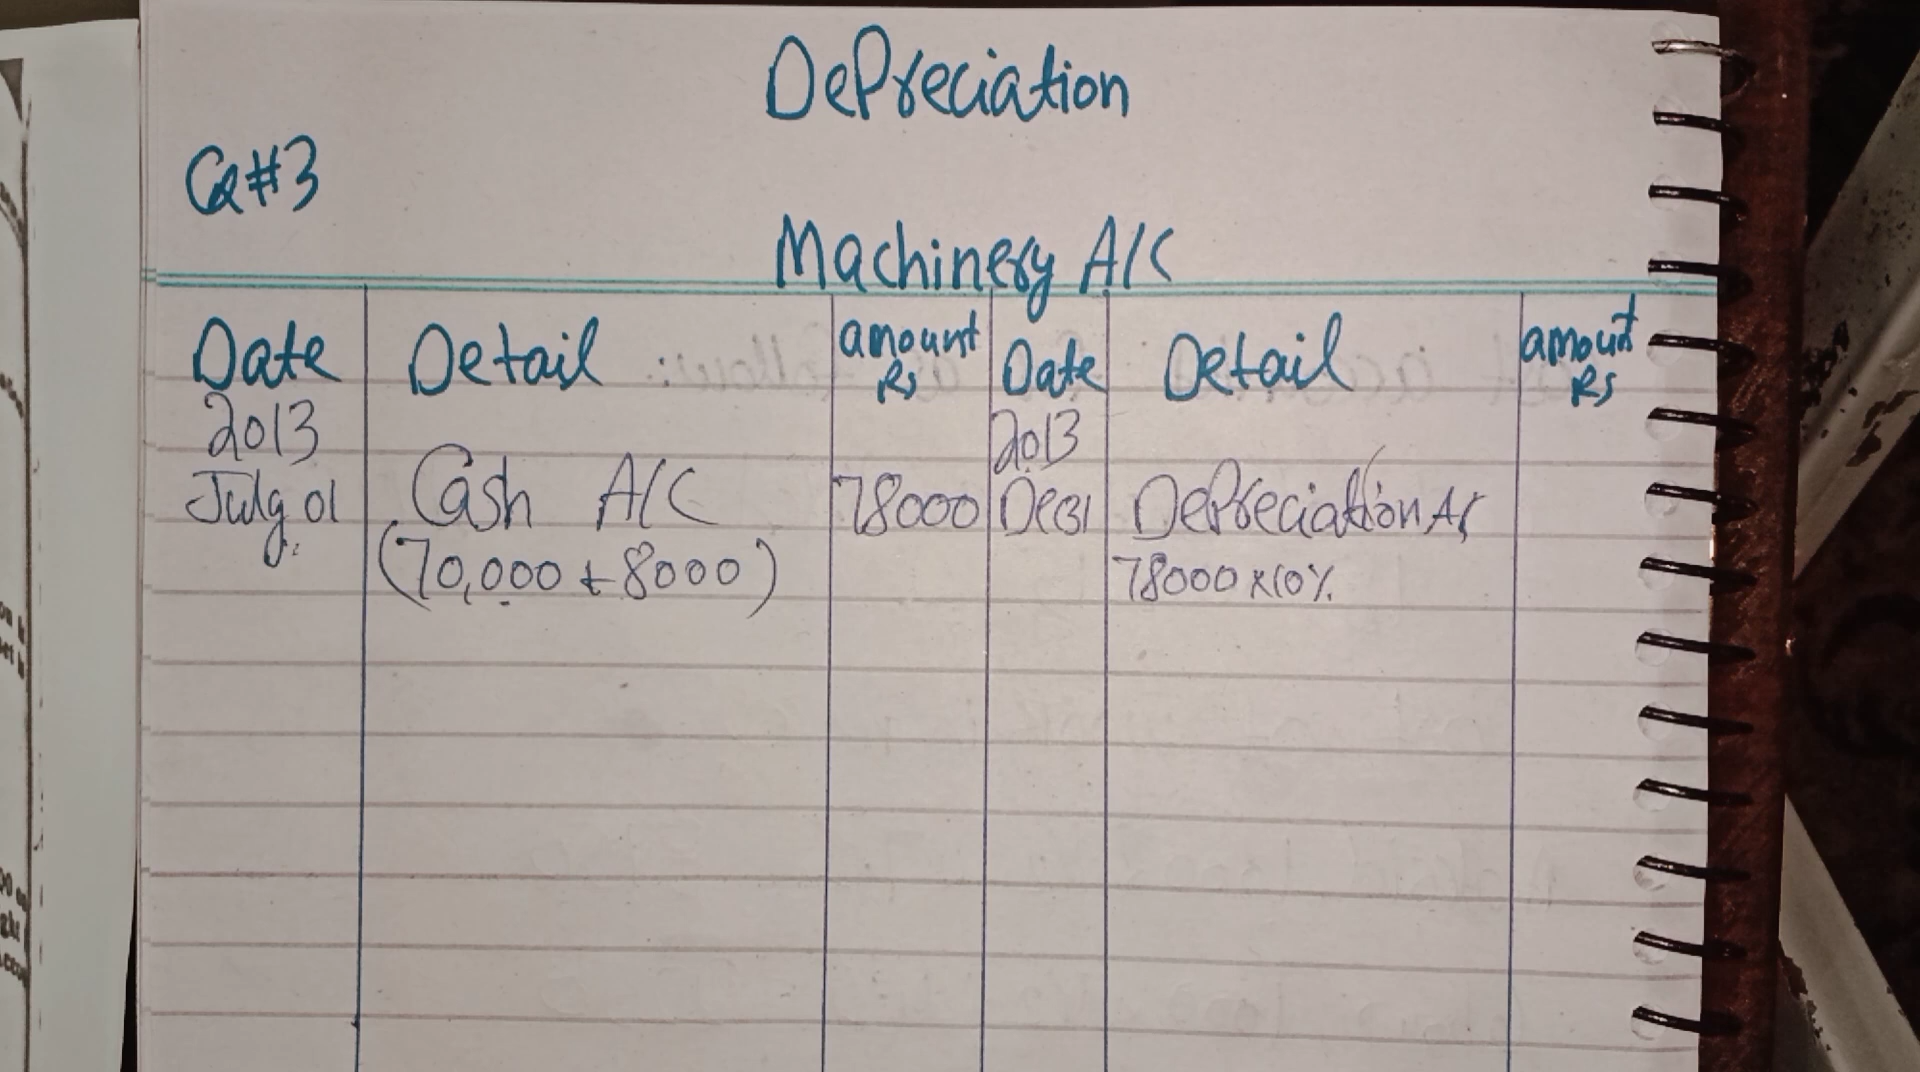 Depreciation
Q#3
Machinery A/C
Date Detail amount Rs Date Detail amount Rs
2013 2013
July 01 Cash A/C 78000 Dec31 Depreciation A/c
(70,000 + 8000) 78000 x10%